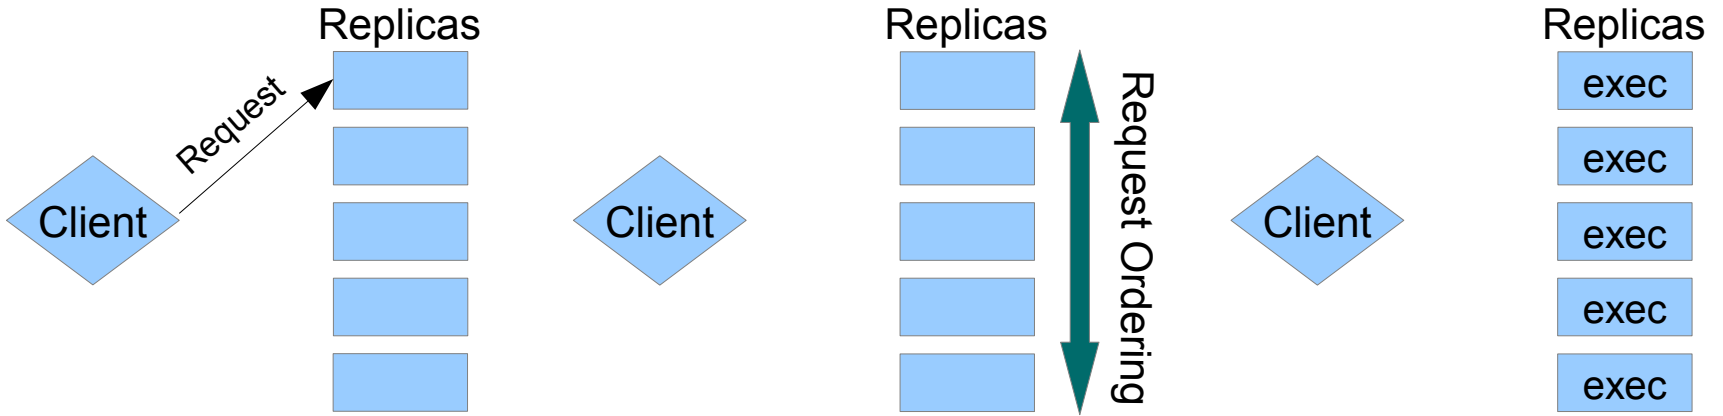 Replicas
Request
Client
Replicas
Client
Request Ordering
Replicas
Client
exec
exec
exec
exec
exec